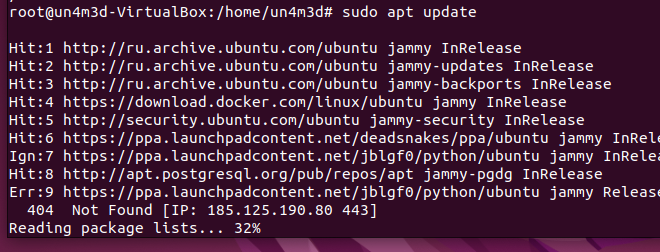 root@un4m3d-VirtualBox:/home/un4m3d# sudo apt update
Hit:1 http://ru.archive.ubuntu.com/ubuntu jammy InRelease
Hit:2 http://ru.archive.ubuntu.com/ubuntu jammy-updates InRelease
Hit:3 http://ru.archive.ubuntu.com/ubuntu jammy-backports InRelease
Hit:4 https://download.docker.com/linux/ubuntu jammy InRelease
Hit:5 http://security.ubuntu.com/ubuntu jammy-security InRelease
Hit:6 https://ppa.launchpadcontent.net/deadsnakes/ppa/ubuntu jammy InRele
Ign:7 https://ppa.launchpadcontent.net/jblgf0/python/ubuntu jammy InRelea
Hit:8 http://apt.postgresql.org/pub/repos/apt jammy-pgdg InRelease
Err:9 https://ppa.launchpadcontent.net/jblgf0/python/ubuntu jammy Release
404 Not Found [IP: 185.125.190.80 443]
Reading package lists... 32%